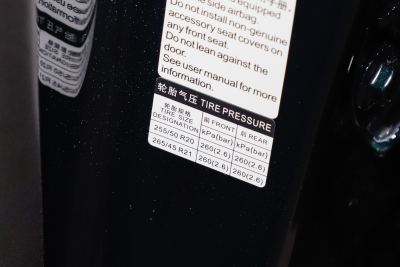 side airbag.
Do not install non-genuine
accessory seat covers on
any front seat.
Do not lean against the
door.
See user manual for more
information.
轮胎气压 TIRE PRESSURE
轮胎规格 前 FRONT 后 REAR
TIRE SIZE
DESIGNATION kPa(bar) kPa(bar)
255/50 R20 260(2.6) 260(2.6)
265/45 R21 260(2.6) 260(2.6)